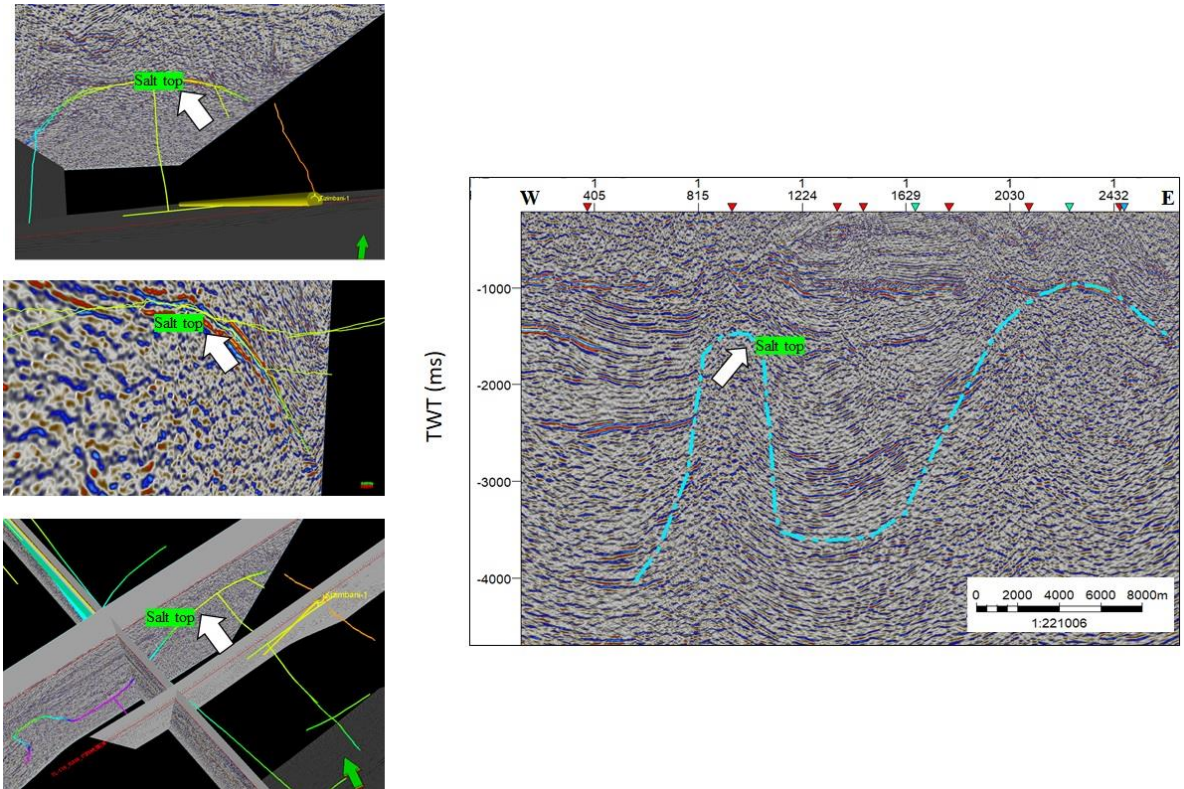 Salt top
Salt top
Salt top
W
E
1 1 1 1 1 1
405 815 1224 1629 2030 2432
-1000
-2000
-3000
-4000
TWT (ms)
Salt top
0 2000 4000 6000 8000m
1:221006